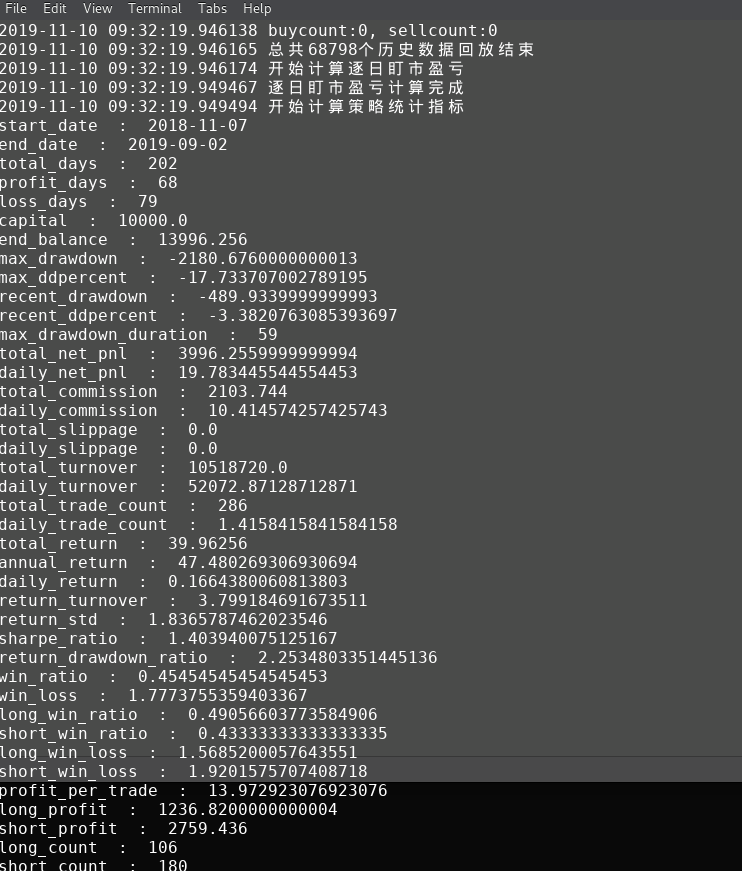 File Edit View Terminal Tabs Help
2019-11-10 09:32:19.946138 buycount:0, sellcount:0
2019-11-10 09:32:19.946165 总共68798个历史数据回放结束
2019-11-10 09:32:19.946174 开始计算逐日盯市盈亏
2019-11-10 09:32:19.949467 逐日盯市盈亏计算完成
2019-11-10 09:32:19.949494 开始计算策略统计指标
start_date : 2018-11-07
end_date : 2019-09-02
total_days : 202
profit_days : 68
loss_days : 79
capital : 10000.0
end_balance : 13996.256
max_drawdown : -2180.6760000000013
max_ddpercent : -17.733707002789195
recent_drawdown : -489.9339999999993
recent_ddpercent : -3.3820763085393697
max_drawdown_duration : 59
total_net_pnl : 3996.2559999999994
daily_net_pnl : 19.783445544554453
total_commission : 2103.744
daily_commission : 10.414574257425743
total_slippage : 0.0
daily_slippage : 0.0
total_turnover : 10518720.0
daily_turnover : 52072.87128712871
total_trade_count : 286
daily_trade_count : 1.4158415841584158
total_return : 39.96256
annual_return : 47.480269306930694
daily_return : 0.1664380060813803
return_turnover : 3.799184691673511
return_std : 1.8365787462023546
sharpe_ratio : 1.403940075125167
return_drawdown_ratio : 2.2534803351445136
win_ratio : 0.45454545454545453
win_loss : 1.7773755359403367
long_win_ratio : 0.49056603773584906
short_win_ratio : 0.43333333333333335
long_win_loss : 1.5685200057643551
short_win_loss : 1.9201575707408718
profit_per_trade : 13.972923076923076
long_profit : 1236.8200000000004
short_profit : 2759.436
long_count : 106
short_count : 180